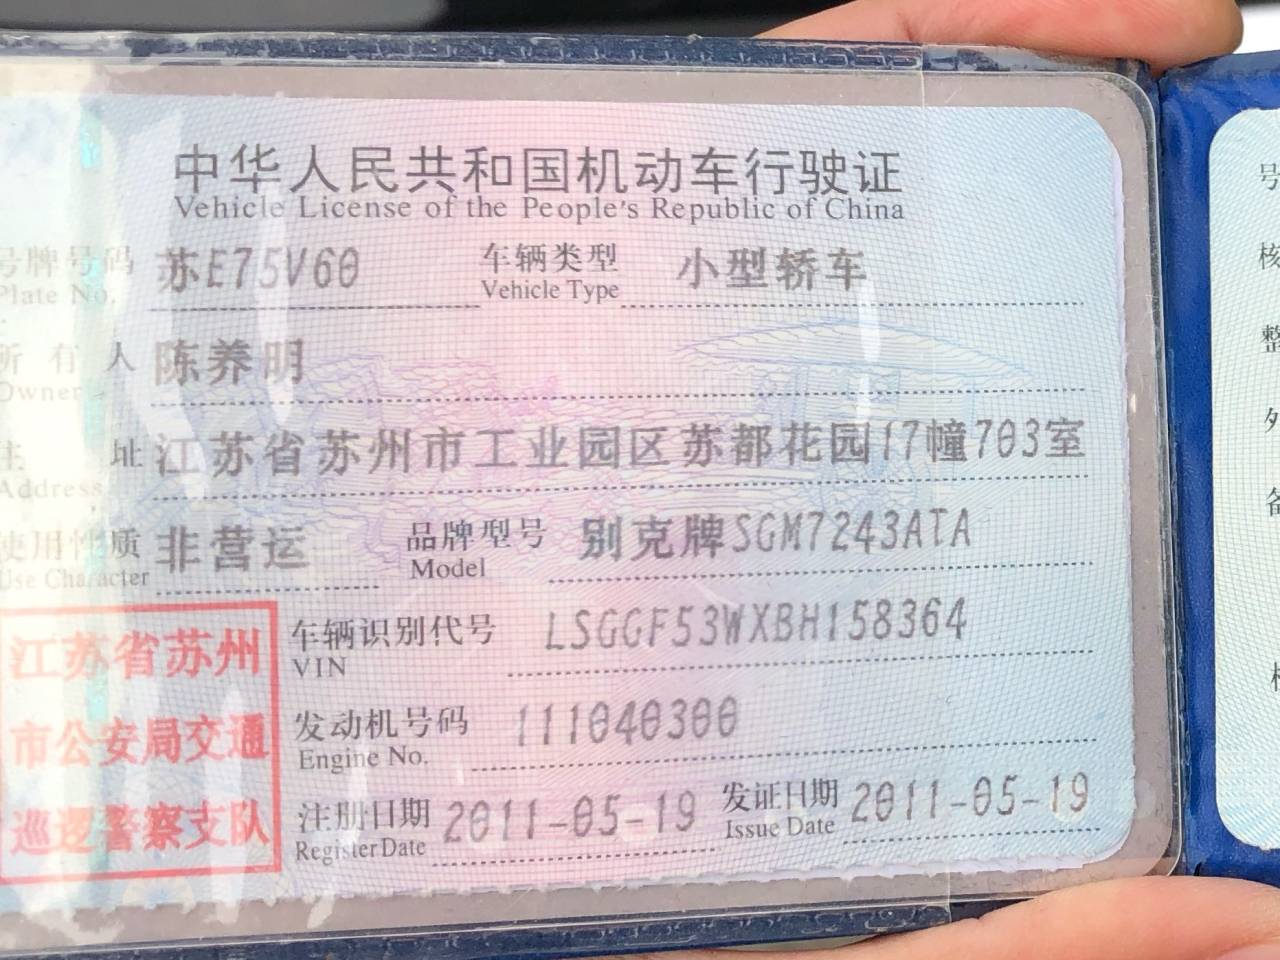 中华人民共和国机动车行驶证
Vehicle License of the People's Republic of China
号牌号码 苏E75V60 车辆类型 小型轿车
Plate No. Vehicle Type
所有人 陈养明
Owner
住址 江苏省苏州市工业园区苏都花园17幢703室
Address
使用性质 非营运 品牌型号 别克牌SGM7243ATA
Use Character Model
车辆识别代号 LSGGF53WXBH158364
VIN
发动机号码 111040300
Engine No.
注册日期 2011-05-19 发证日期 2011-05-19
Register Date Issue Date
江苏省苏州
市公安局交通
巡逻警察支队
号
核
整
备